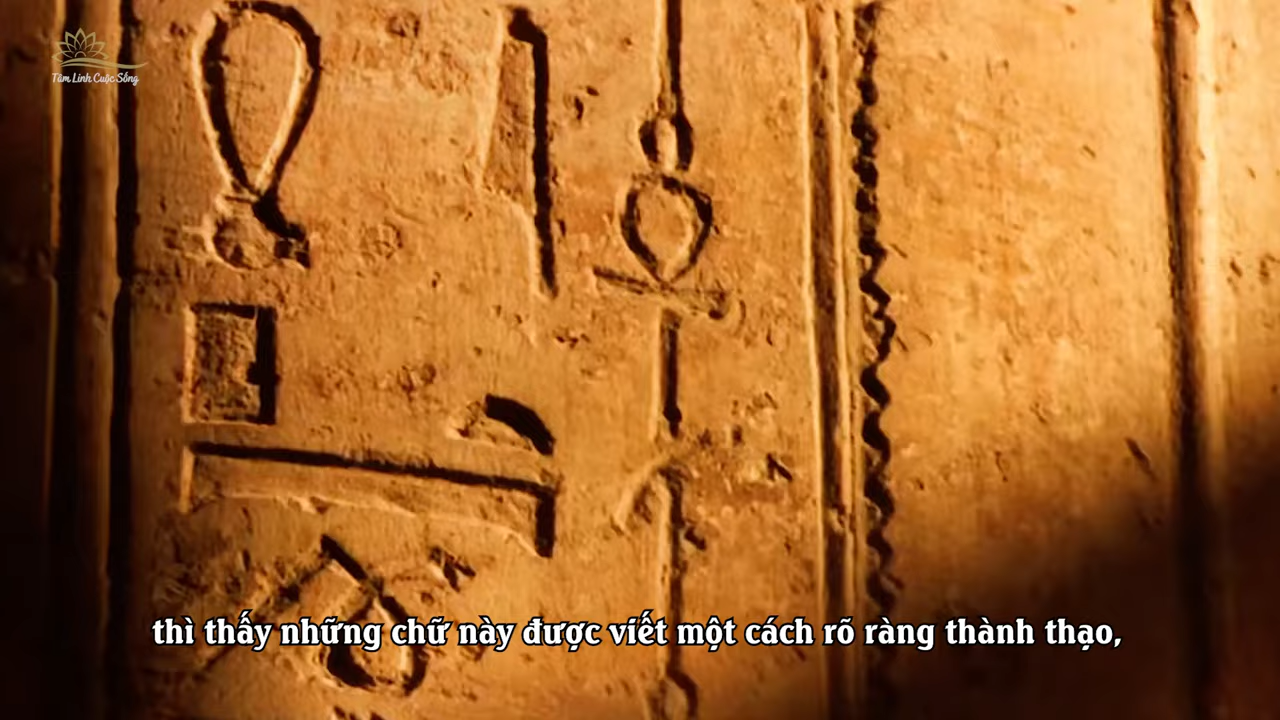 Tâm Linh Cuộc Sống
thì thấy những chữ này được viết một cách rõ ràng thành thạo,